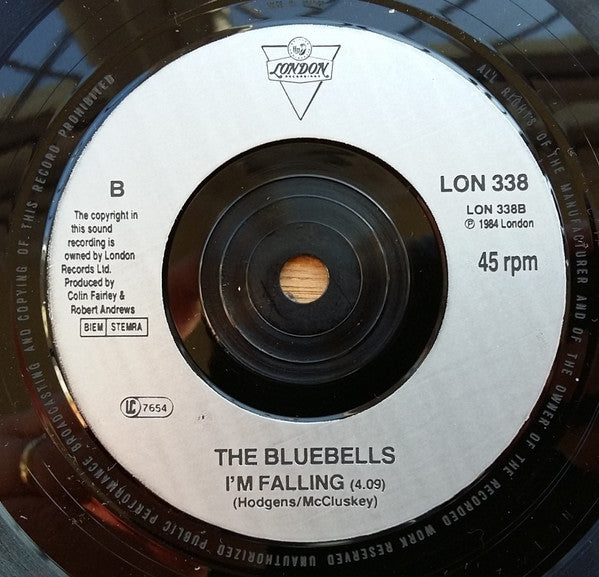 LONDON
RECORDINGS
B
The copyright in
this sound
recording is
owned by London
Records Ltd.
Produced by
Colin Fairley &
Robert Andrews
BIEM STEMRA
LC 7654
LON 338
LON 338B
℗ 1984 London
45 rpm
THE BLUEBELLS
I'M FALLING (4.09)
(Hodgens/McCluskey)
ALL RIGHTS OF THE MANUFACTURER AND OF THE OWNER OF THE RECORDED WORK RESERVED UNAUTHORIZED PUBLIC PERFORMANCE BROADCASTING AND COPYING OF THIS RECORD PROHIBITED